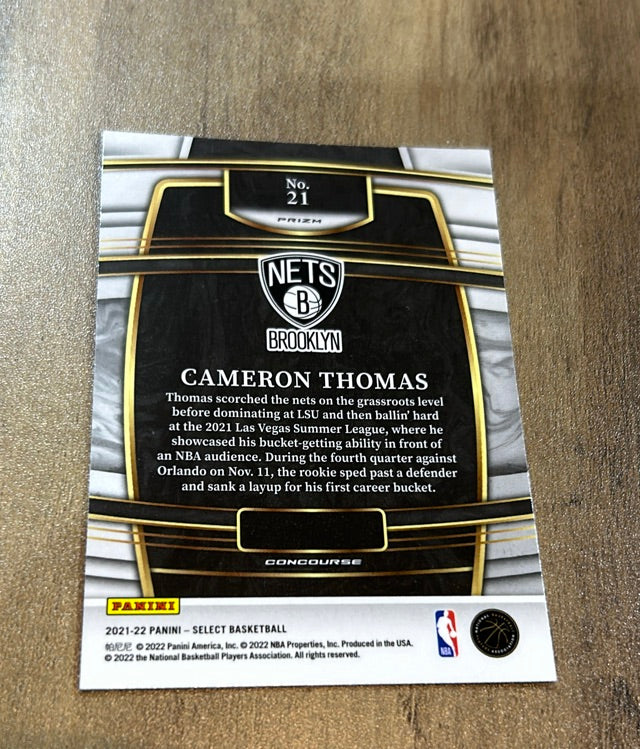 No.
21
PRIZM
NETS
B
BROOKLYN
CAMERON THOMAS
Thomas scorched the nets on the grassroots level
before dominating at LSU and then ballin' hard
at the 2021 Las Vegas Summer League, where he
showcased his bucket-getting ability in front of
an NBA audience. During the fourth quarter against
Orlando on Nov. 11, the rookie sped past a defender
and sank a layup for his first career bucket.
CONCOURSE
PANINI
2021-22 PANINI – SELECT BASKETBALL
帕尼尼 © 2022 Panini America, Inc. © 2022 NBA Properties, Inc. Produced in the USA.
© 2022 the National Basketball Players Association. All rights reserved.
NBA